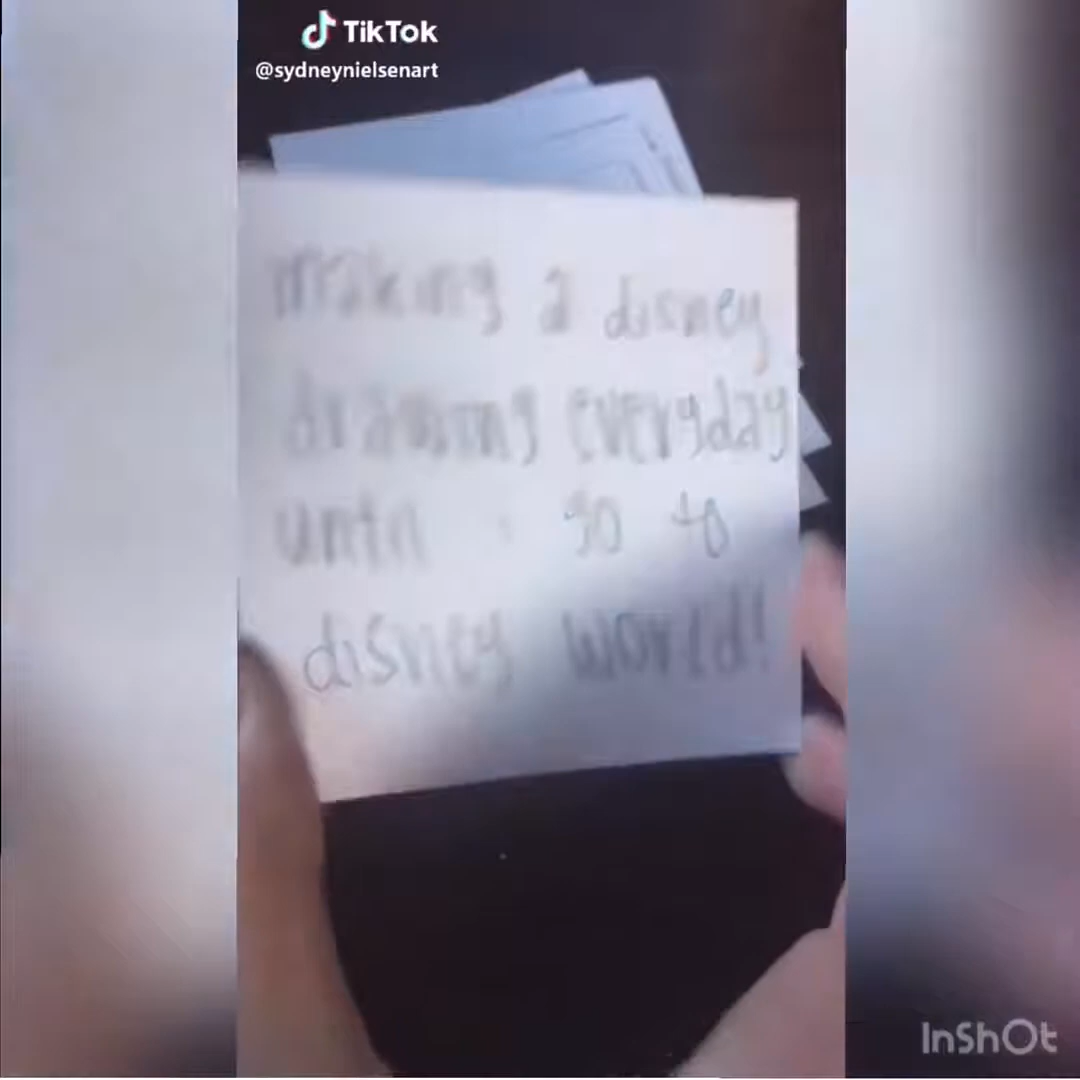 TikTok
@sydneynielsenart
making a disney
drawing everyday
until i go to
disney world!
InShOt